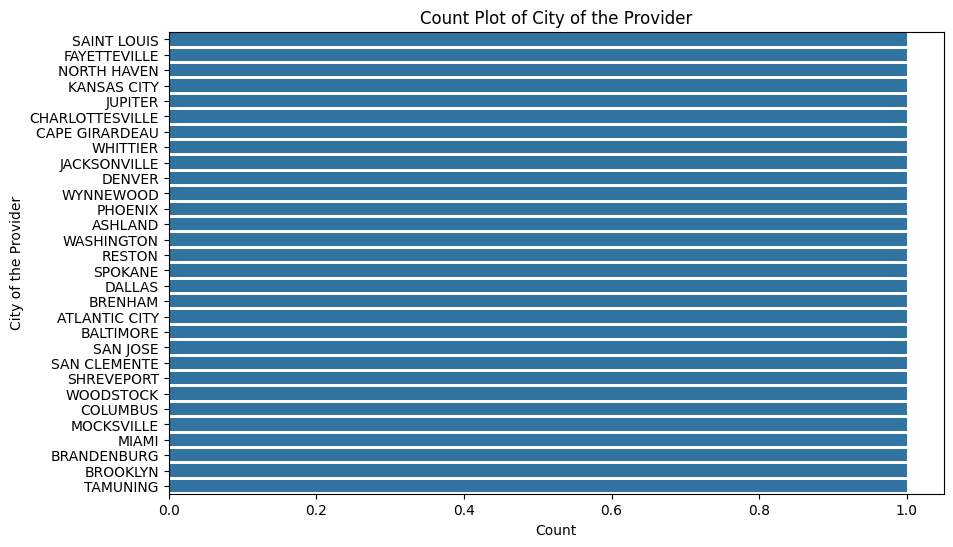 Count Plot of City of the Provider
City of the Provider
SAINT LOUIS
FAYETTEVILLE
NORTH HAVEN
KANSAS CITY
JUPITER
CHARLOTTESVILLE
CAPE GIRARDEAU
WHITTIER
JACKSONVILLE
DENVER
WYNNEWOOD
PHOENIX
ASHLAND
WASHINGTON
RESTON
SPOKANE
DALLAS
BRENHAM
ATLANTIC CITY
BALTIMORE
SAN JOSE
SAN CLEMENTE
SHREVEPORT
WOODSTOCK
COLUMBUS
MOCKSVILLE
MIAMI
BRANDENBURG
BROOKLYN
TAMUNING
0.0 0.2 0.4 0.6 0.8 1.0
Count